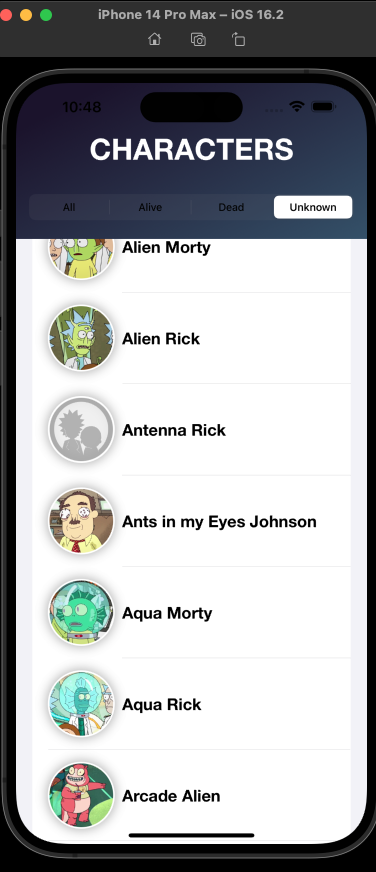 iPhone 14 Pro Max – iOS 16.2
10:48
CHARACTERS
All Alive Dead Unknown
Alien Morty
Alien Rick
Antenna Rick
Ants in my Eyes Johnson
Aqua Morty
Aqua Rick
Arcade Alien